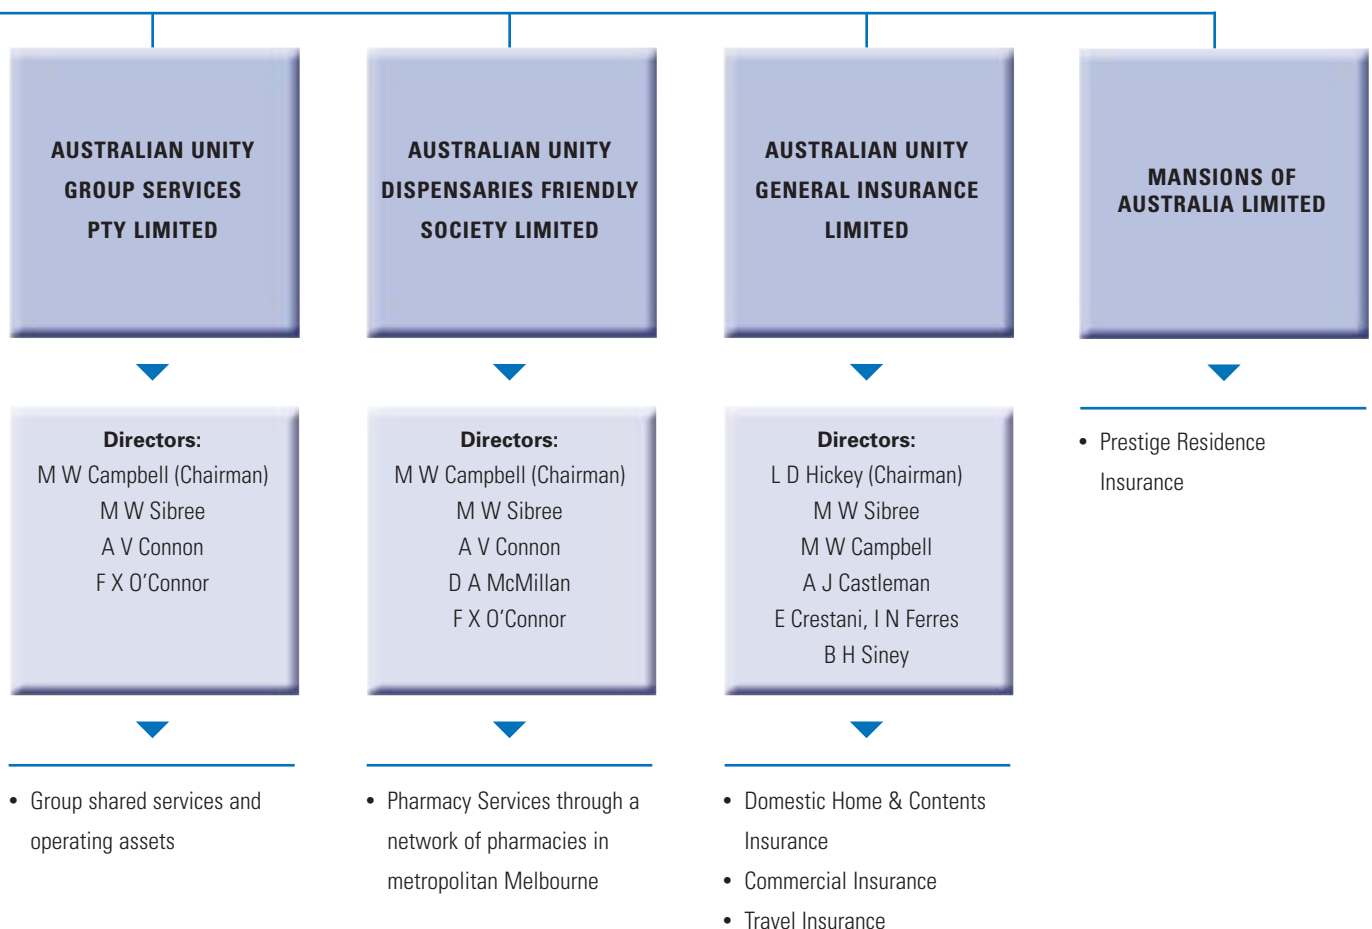 AUSTRALIAN UNITY
GROUP SERVICES
PTY LIMITED
Directors:
M W Campbell (Chairman)
M W Sibree
A V Connon
F X O'Connor
• Group shared services and
operating assets
AUSTRALIAN UNITY
DISPENSARIES FRIENDLY
SOCIETY LIMITED
Directors:
M W Campbell (Chairman)
M W Sibree
A V Connon
D A McMillan
F X O'Connor
• Pharmacy Services through a
network of pharmacies in
metropolitan Melbourne
AUSTRALIAN UNITY
GENERAL INSURANCE
LIMITED
Directors:
L D Hickey (Chairman)
M W Sibree
M W Campbell
A J Castleman
E Crestani, I N Ferres
B H Siney
• Domestic Home & Contents
Insurance
• Commercial Insurance
• Travel Insurance
MANSIONS OF
AUSTRALIA LIMITED
• Prestige Residence
Insurance